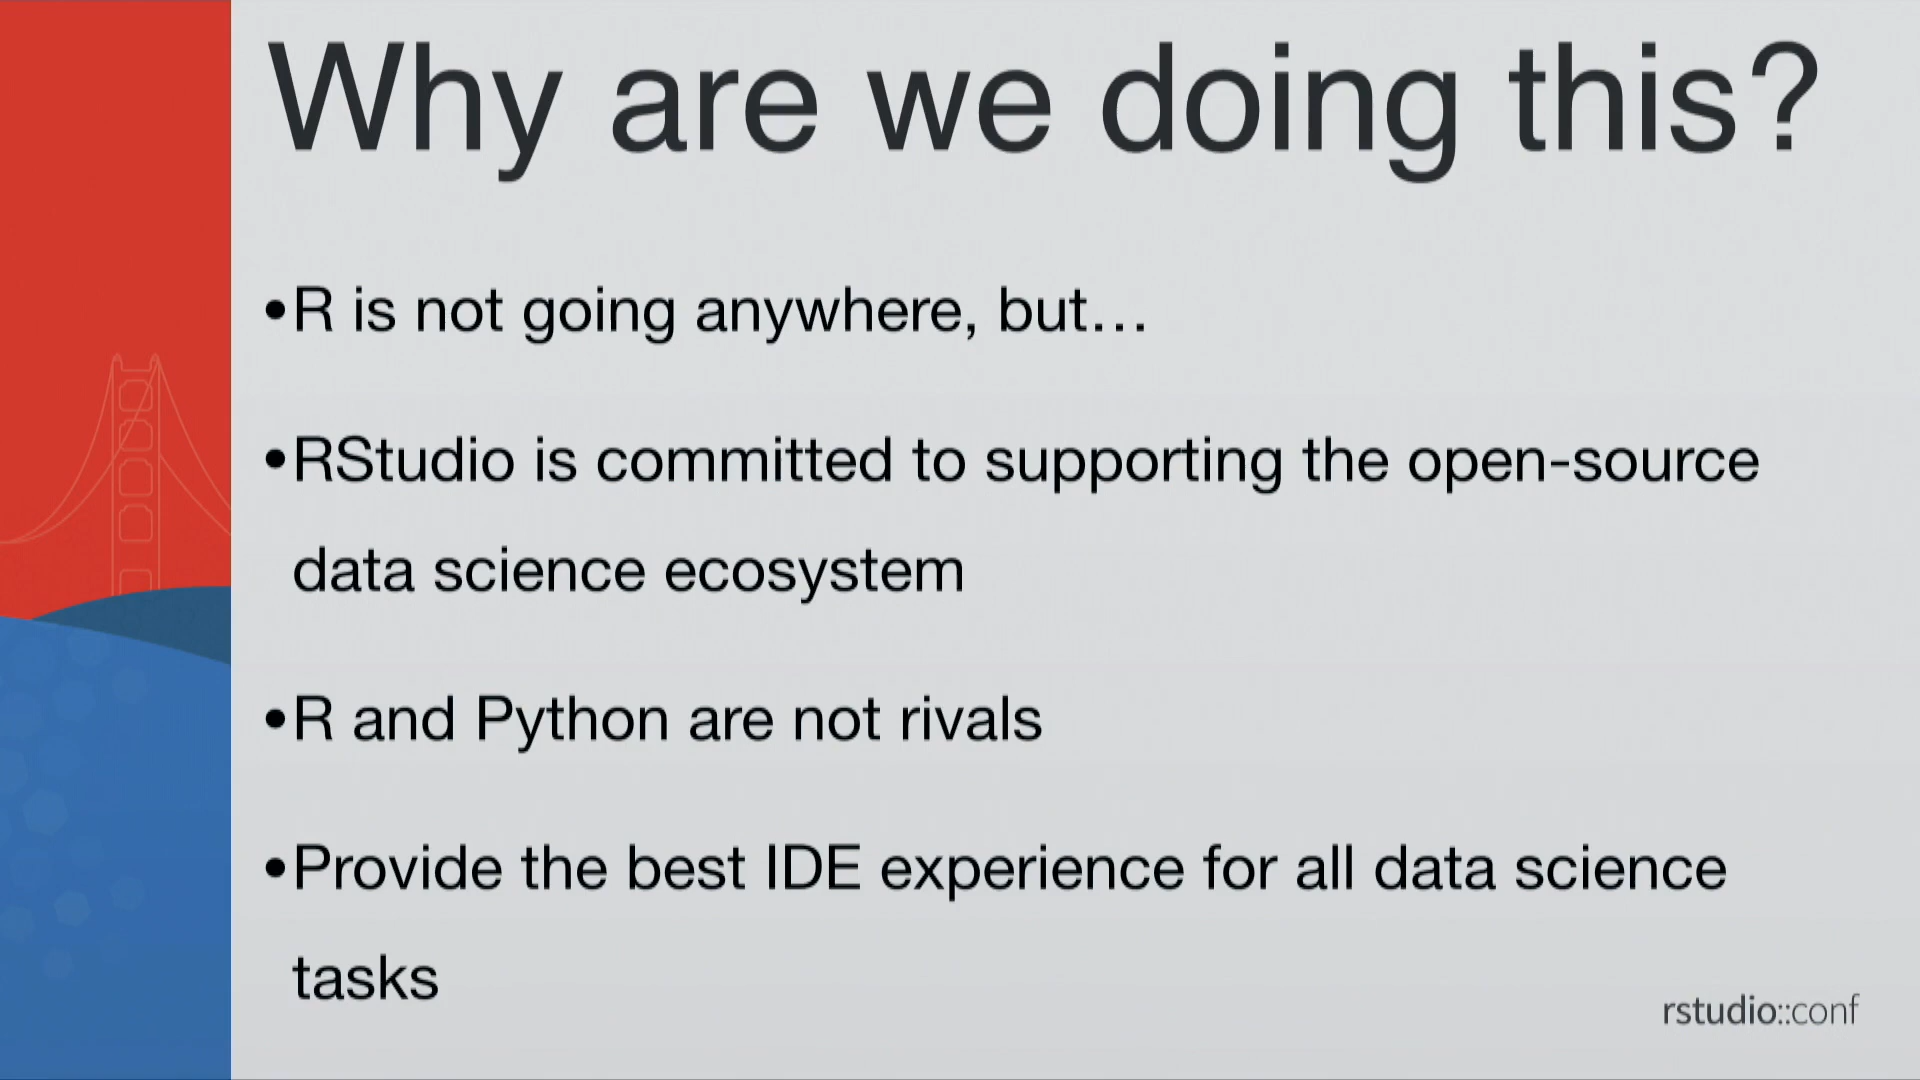 Why are we doing this?
•R is not going anywhere, but…
•RStudio is committed to supporting the open-source
data science ecosystem
•R and Python are not rivals
•Provide the best IDE experience for all data science
tasks
rstudio::conf